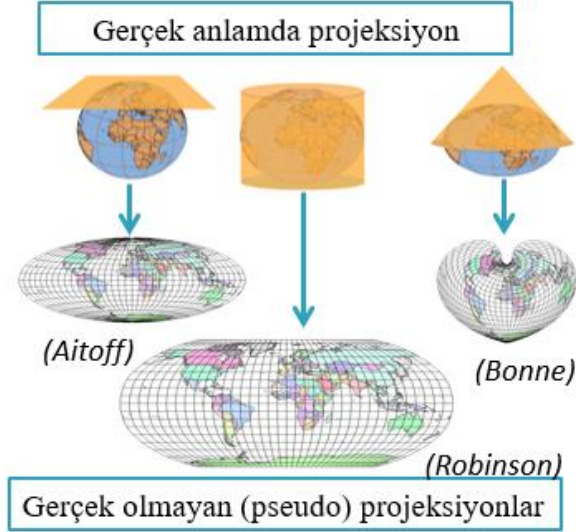 Gerçek anlamda projeksiyon
(Aitoff)
(Bonne)
(Robinson)
Gerçek olmayan (pseudo) projeksiyonlar